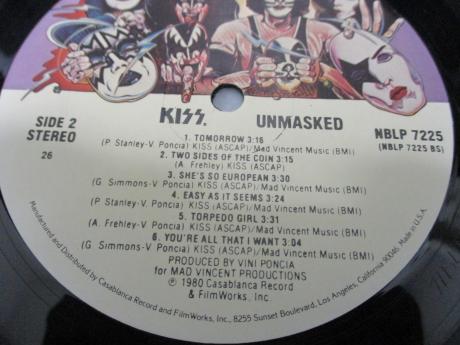 KISS. UNMASKED
SIDE 2
STEREO
NBLP 7225
(NBLP 7225 BS)
26
1. TOMORROW 3:16
(P Stanley-V. Poncia) KISS (ASCAP)/Mad Vincent Music (BMI)
2. TWO SIDES OF THE COIN 3:15
(A. Frehley) KISS (ASCAP)
3. SHE'S SO EUROPEAN 3:30
(G. Simmons-V Poncia) KISS (ASCAP)/Mad Vincent Music (BMI)
4. EASY AS IT SEEMS 3:24
(P Stanley-V. Poncia) KISS (ASCAP)/Mad Vincent Music (BMI)
5. TORPEDO GIRL 3:31
(A. Frehley-V. Poncia) KISS (ASCAP)/Mad Vincent Music (BMI)
6. YOU'RE ALL THAT I WANT 3:04
(G. Simmons-V Poncia) KISS (ASCAP)/Mad Vincent Music (BMI)
PRODUCED BY VINI PONCIA
for MAD VINCENT PRODUCTIONS
℗ 1980 Casablanca Record
& FilmWorks, Inc.
Manufactured and Distributed by Casablanca Record and FilmWorks, Inc., 8255 Sunset Boulevard, Los Angeles, California 90046, Made in U.S.A.